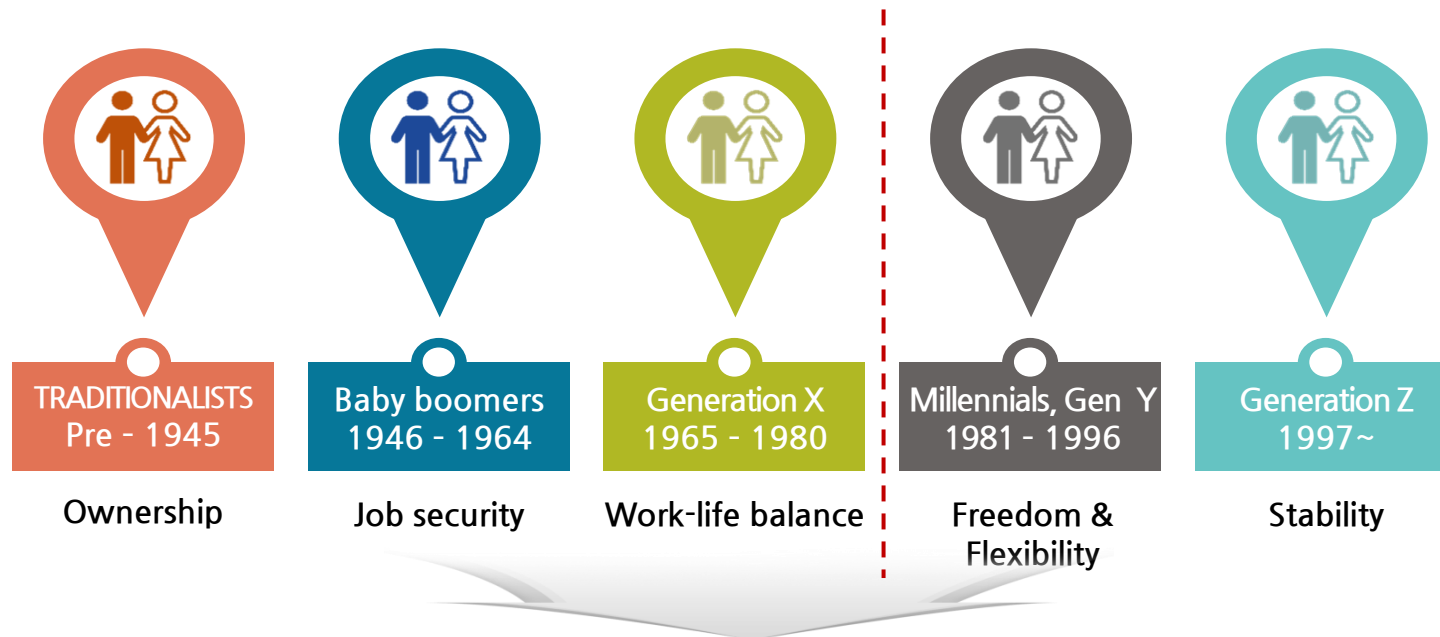 TRADITIONALISTS
Pre - 1945
Baby boomers
1946 - 1964
Generation X
1965 - 1980
Millennials, Gen Y
1981 - 1996
Generation Z
1997~
Ownership
Job security
Work-life balance
Freedom &
Flexibility
Stability